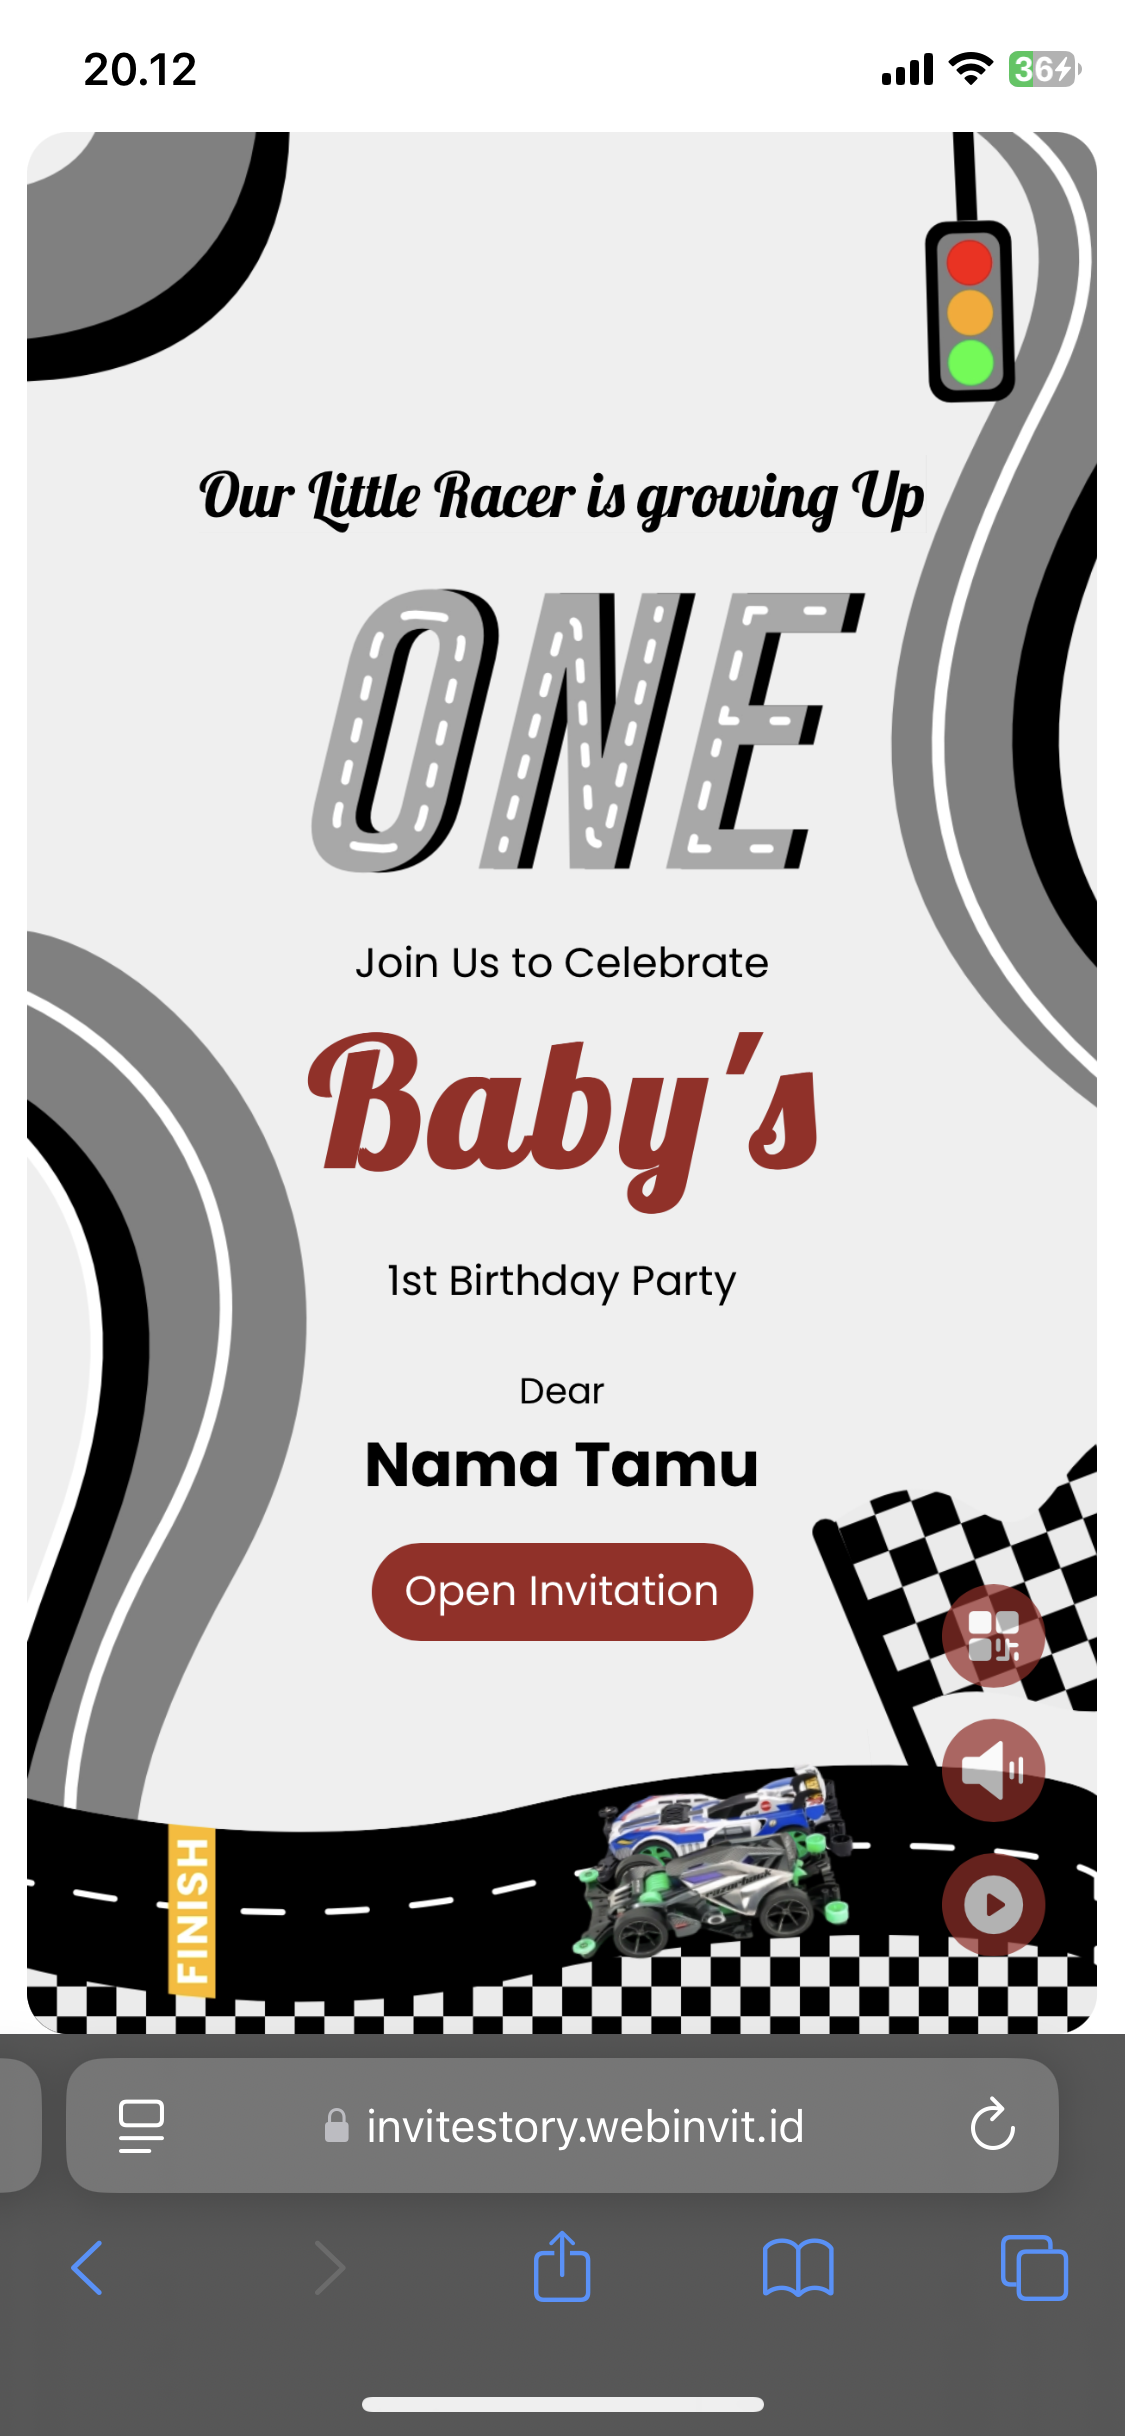 20.12
36
Our Little Racer is growing Up
ONE
Join Us to Celebrate
Baby's
1st Birthday Party
Dear
Nama Tamu
Open Invitation
FINISH
invitestory.webinvit.id